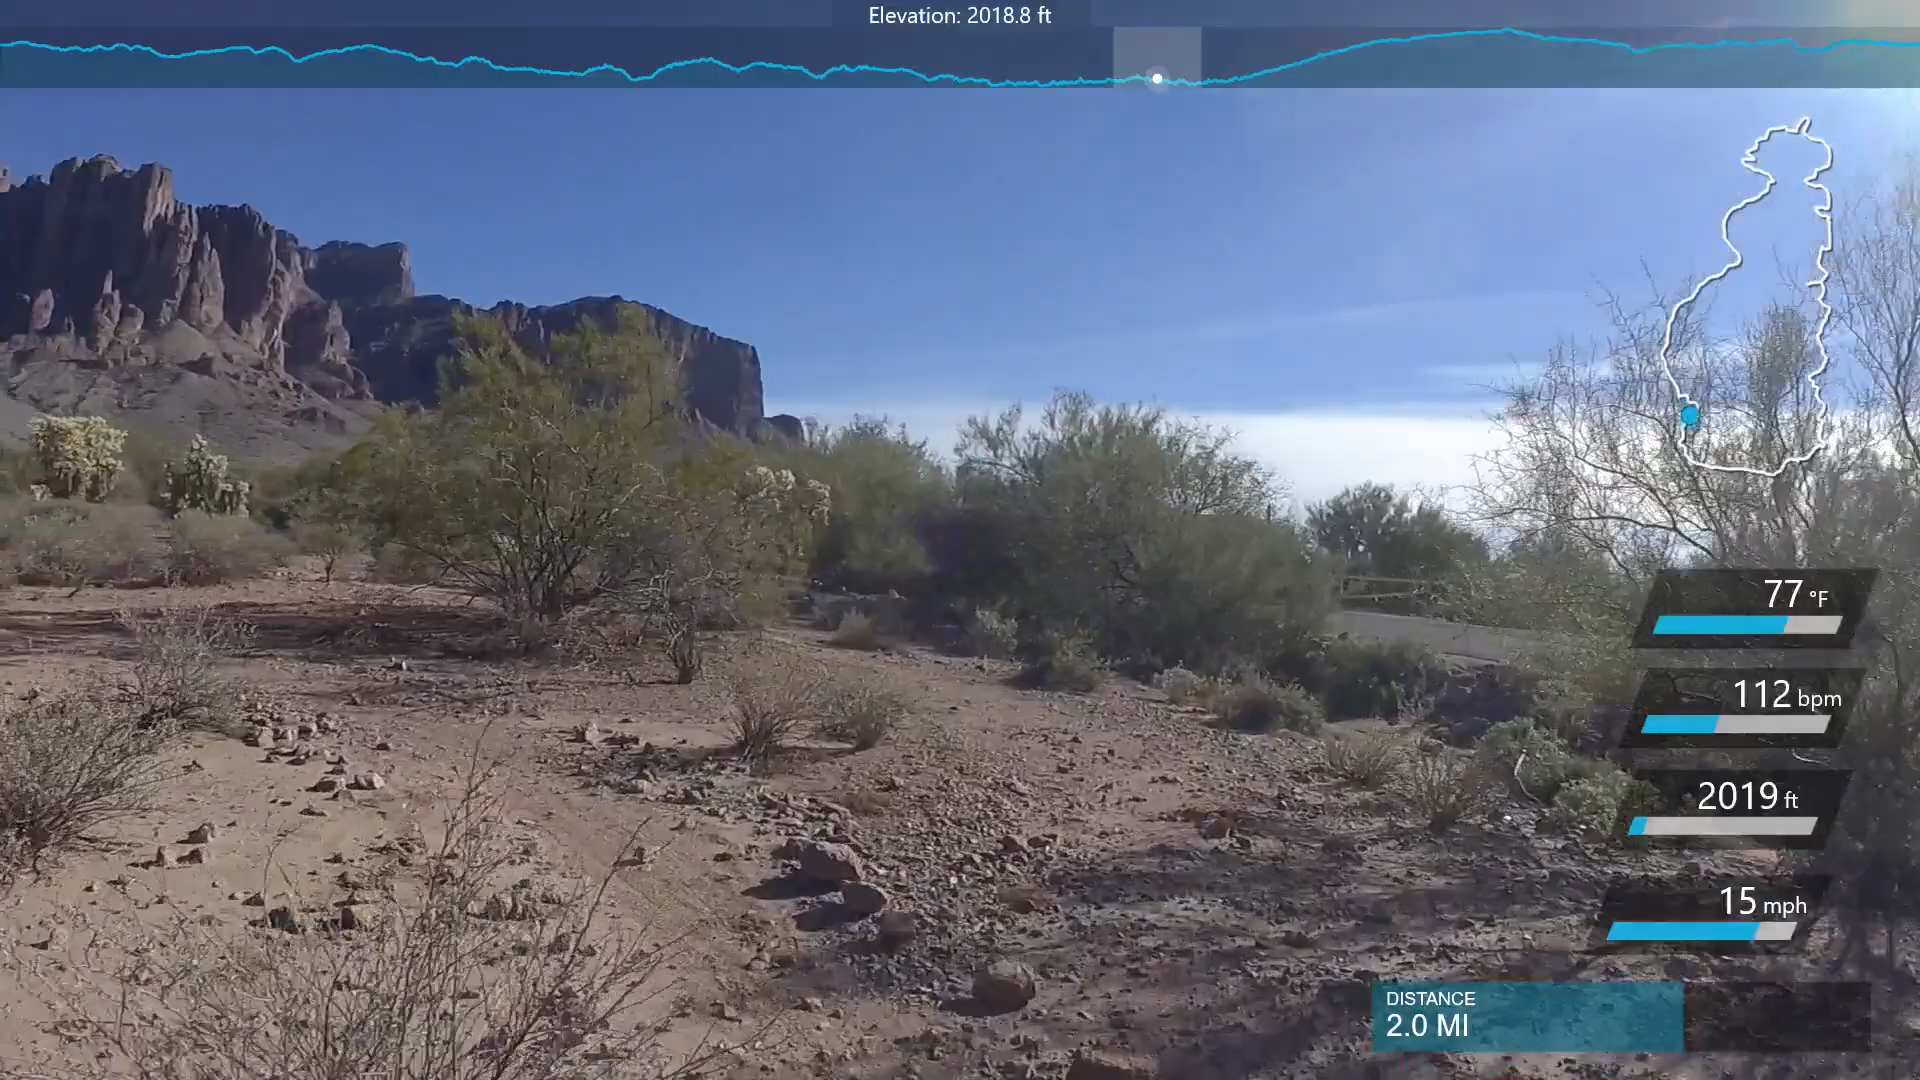 Elevation: 2018.8 ft
77 °F
112 bpm
2019 ft
15 mph
DISTANCE
2.0 MI